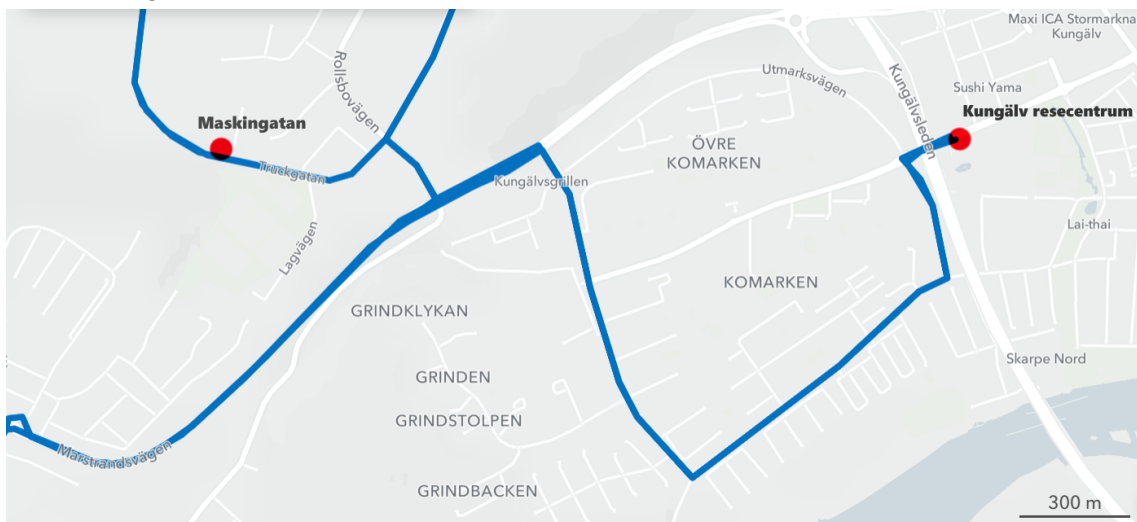 Maxi ICA Stormarkna
Kungälv
Utmarksvägen
Kungälvsleden
Sushi Yama
Kungälv resecentrum
Rollsbovägen
Maskingatan
Truckgatan
ÖVRE
KOMARKEN
Kungälvsgrillen
Lagvägen
Lai-thai
KOMARKEN
GRINDKLYKAN
Skarpe Nord
GRINDEN
GRINDSTOLPEN
Marstrandsvägen
GRINDBACKEN
300 m